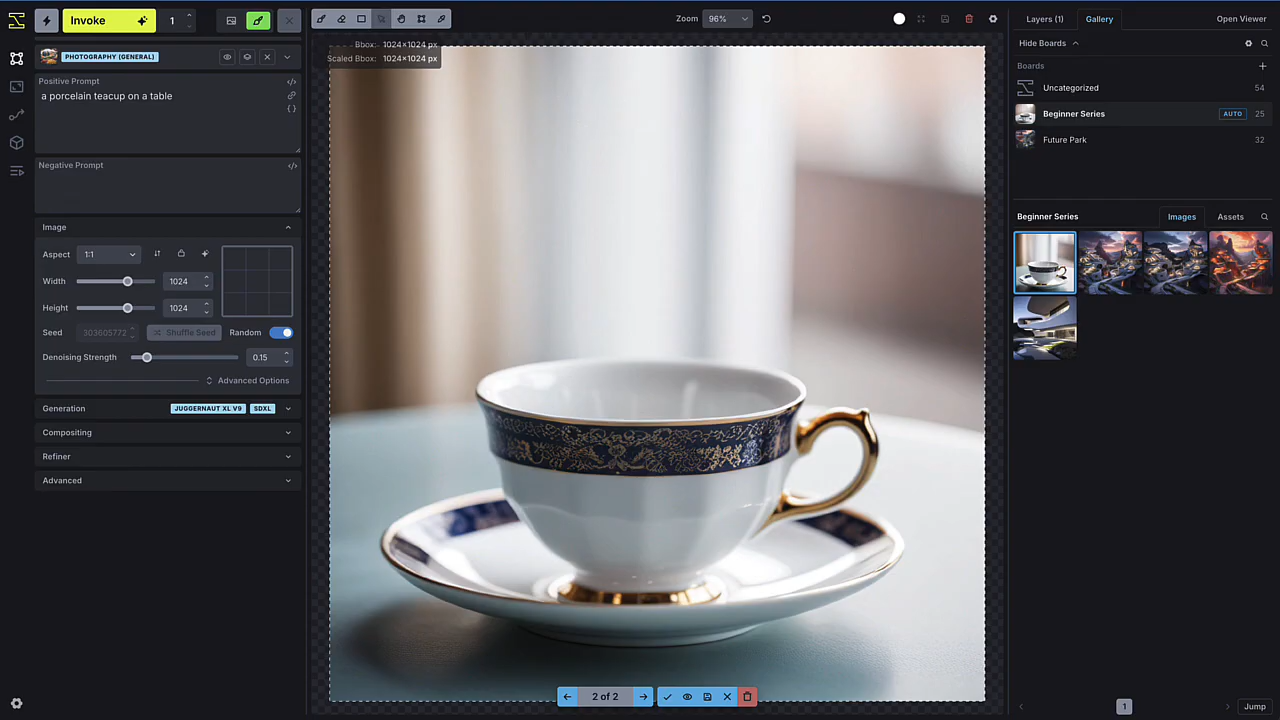 Invoke
1
Zoom
96%
Layers (1)
Gallery
Open Viewer
Hide Boards
Boards
Uncategorized
54
Beginner Series
AUTO
25
Future Park
32
PHOTOGRAPHY (GENERAL)
Positive Prompt
a porcelain teacup on a table
Negative Prompt
Image
Aspect
1:1
Width
1024
Height
1024
Seed
303605772
Shuffle Seed
Random
Denoising Strength
0.15
Advanced Options
Generation
JUGGERNAUT XL V9
SDXL
Compositing
Refiner
Advanced
Bbox: 1024×1024 px
Scaled Bbox: 1024×1024 px
2 of 2
Beginner Series
Images
Assets
1
Jump